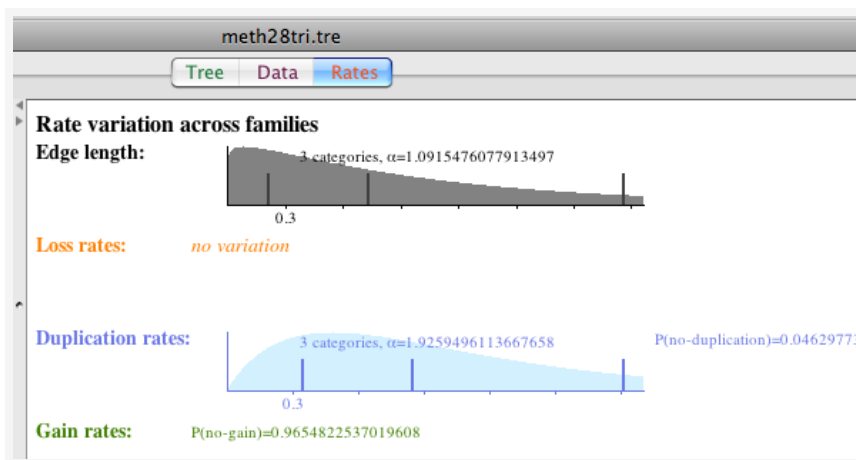 meth28tri.tre
Tree Data Rates
Rate variation across families
Edge length: 3 categories, α=1.0915476077913497
0.3
Loss rates: no variation
Duplication rates: 3 categories, α=1.9259496113667658 P(no-duplication)=0.0462977
0.3
Gain rates: P(no-gain)=0.9654822537019608